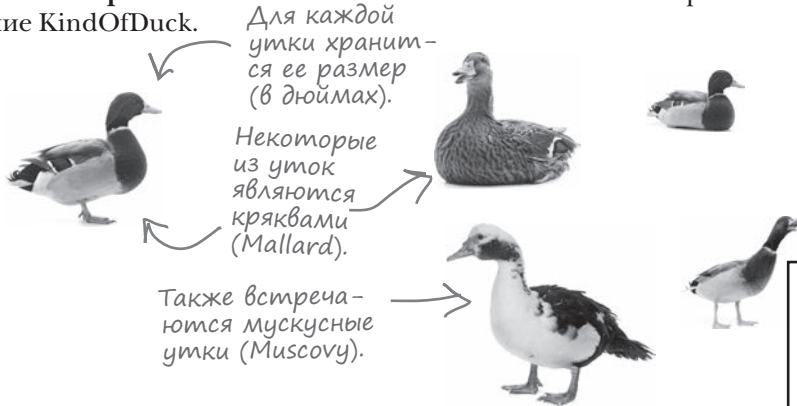 ие KindOfDuck.
Для каждой
утки хранит-
ся ее размер
(в дюймах).
Некоторые
из уток
являются
кряквами
(Mallard).
Также встреча-
ются мускусные
утки (Muscovy).